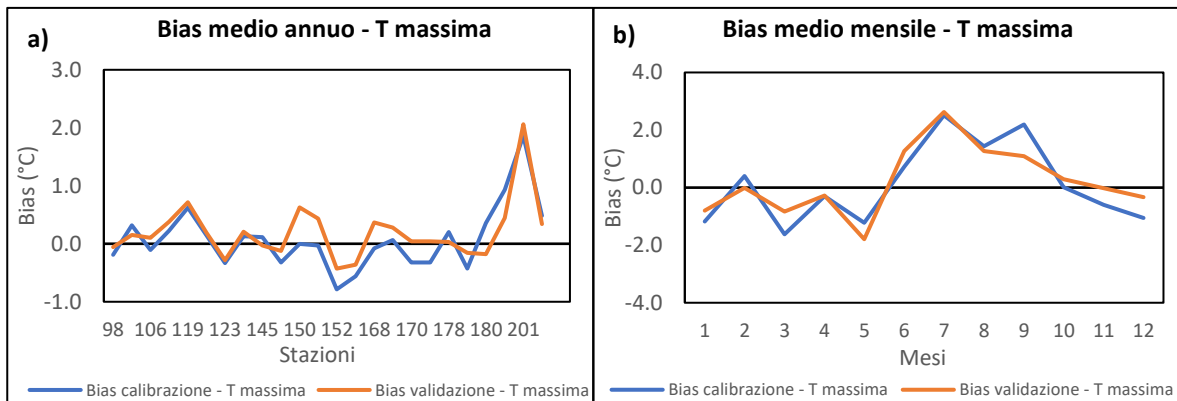 a)
Bias medio annuo - T massima
3.0
2.0
1.0
0.0
-1.0
Bias (°C)
98 106 119 123 145 150 152 168 170 178 180 201
Stazioni
Bias calibrazione - T massima Bias validazione - T massima
b)
Bias medio mensile - T massima
4.0
2.0
0.0
-2.0
-4.0
Bias (°C)
1 2 3 4 5 6 7 8 9 10 11 12
Mesi
Bias calibrazione - T massima Bias validazione - T massima